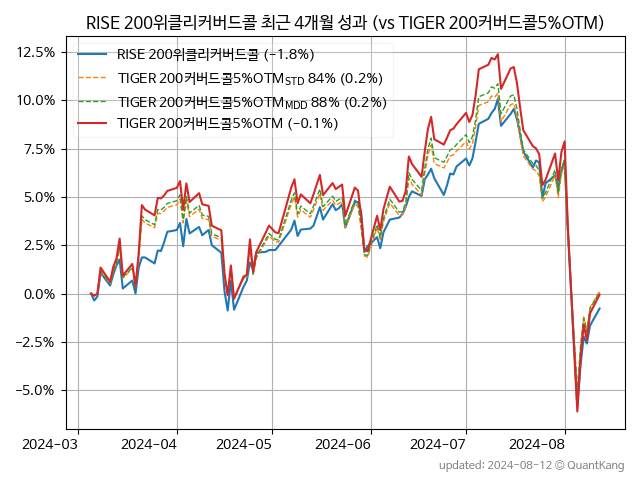 RISE 200위클리커버드콜 최근 4개월 성과 (vs TIGER 200커버드콜5%OTM)
RISE 200위클리커버드콜 (−1.8%)
TIGER 200커버드콜5%OTM STD 84% (0.2%)
TIGER 200커버드콜5%OTM MDD 88% (0.2%)
TIGER 200커버드콜5%OTM (−0.1%)
12.5%
10.0%
7.5%
5.0%
2.5%
0.0%
−2.5%
−5.0%
2024-03 2024-04 2024-05 2024-06 2024-07 2024-08
updated: 2024-08-12 © QuantKang